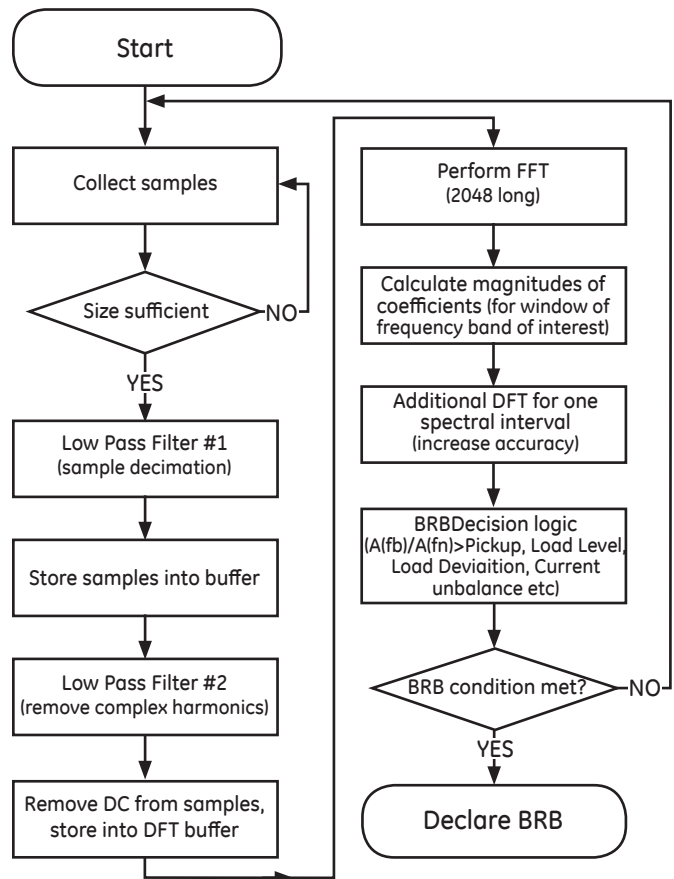 Start
Collect samples
Size sufficient
NO
YES
Low Pass Filter #1
(sample decimation)
Store samples into buffer
Low Pass Filter #2
(remove complex harmonics)
Remove DC from samples,
store into DFT buffer
Perform FFT
(2048 long)
Calculate magnitudes of
coefficients (for window of
frequency band of interest)
Additional DFT for one
spectral interval
(increase accuracy)
BRBDecision logic
(A(fb)/A(fn)>Pickup, Load Level,
Load Deviaition, Current
unbalance etc)
BRB condition met?
NO
YES
Declare BRB